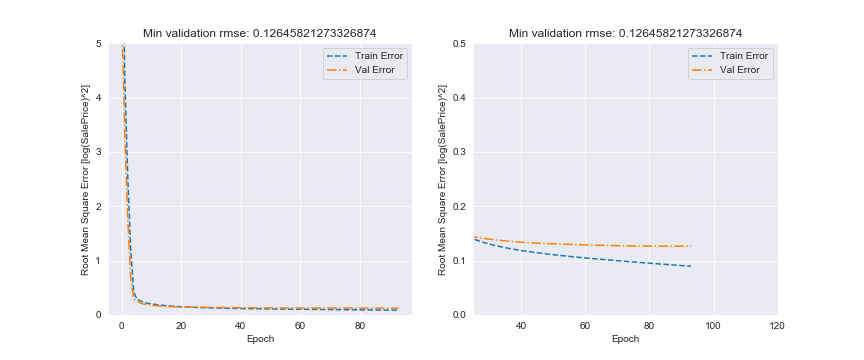 Min validation rmse: 0.12645821273326874
Train Error
Val Error
Root Mean Square Error [log(SalePrice)^2]
5
4
3
2
1
0
0
20
40
60
80
Epoch
Min validation rmse: 0.12645821273326874
Train Error
Val Error
Root Mean Square Error [log(SalePrice)^2]
0.5
0.4
0.3
0.2
0.1
0.0
40
60
80
100
120
Epoch